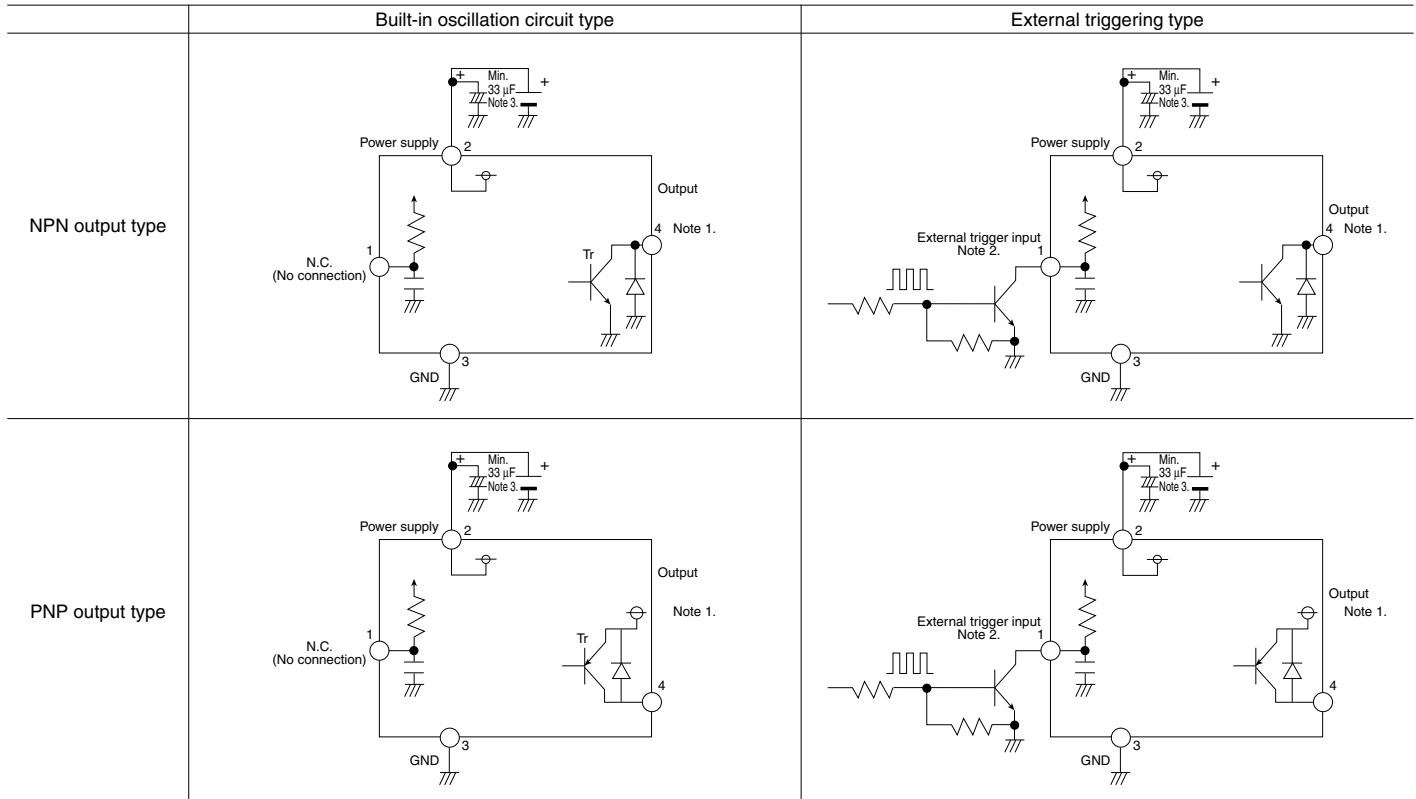 Built-in oscillation circuit type
External triggering type
NPN output type
+
Min.
33 µF
Note 3.
+
Power supply
2
Output
4
Note 1.
Tr
1
N.C.
(No connection)
3
GND
+
Min.
33 µF
Note 3.
+
Power supply
2
Output
4
Note 1.
External trigger input
Note 2.
1
3
GND
PNP output type
+
Min.
33 µF
Note 3.
+
Power supply
2
Output
Note 1.
Tr
1
N.C.
(No connection)
4
3
GND
+
Min.
33 µF
Note 3.
+
Power supply
2
Output
Note 1.
External trigger input
Note 2.
1
4
3
GND